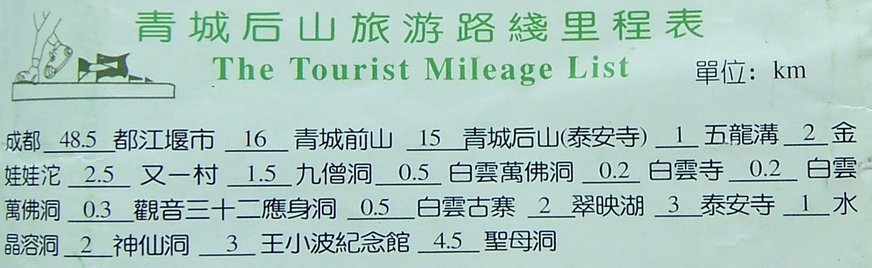 青城后山旅游路綫里程表
The Tourist Mileage List
單位：km
成都 48.5 都江堰市 16 青城前山 15 青城后山(泰安寺) 1 五龍溝 2 金
娃娃沱 2.5 又一村 1.5 九僧洞 0.5 白雲萬佛洞 0.2 白雲寺 0.2 白雲
萬佛洞 0.3 觀音三十二應身洞 0.5 白雲古寨 2 翠映湖 3 泰安寺 1 水
晶溶洞 2 神仙洞 3 王小波紀念館 4.5 聖母洞